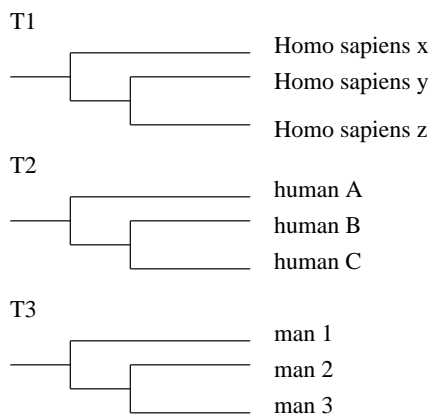 T1
Homo sapiens x
Homo sapiens y
Homo sapiens z
T2
human A
human B
human C
T3
man 1
man 2
man 3